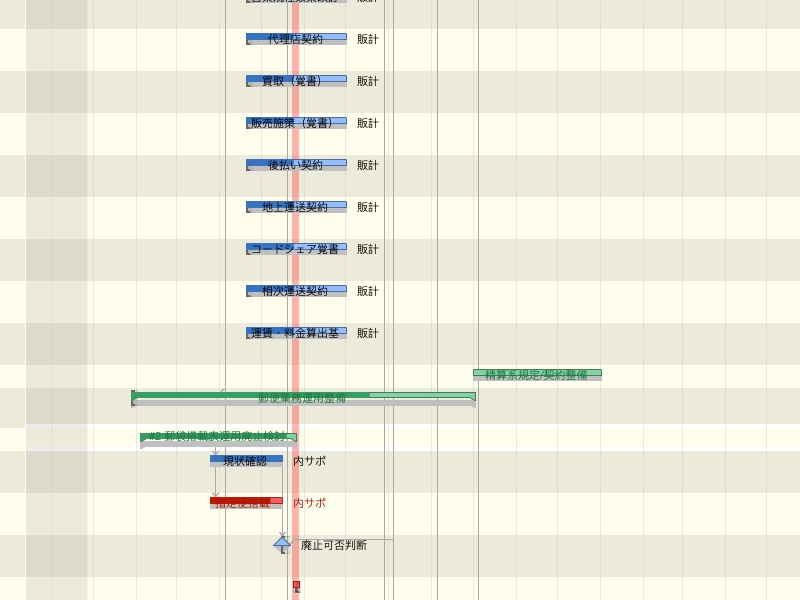 代理店契約 販計
買取（覚書） 販計
販売施策（覚書） 販計
後払い契約 販計
地上運送契約 販計
コードシェア覚書 販計
相次運送契約 販計
運賃・料金算出基 販計
精算系規定/契約整備
郵便業務運用整備
#2 郵袋搭載表運用廃止検討
現状確認 内サポ
指定便搭載 内サポ
廃止可否判断